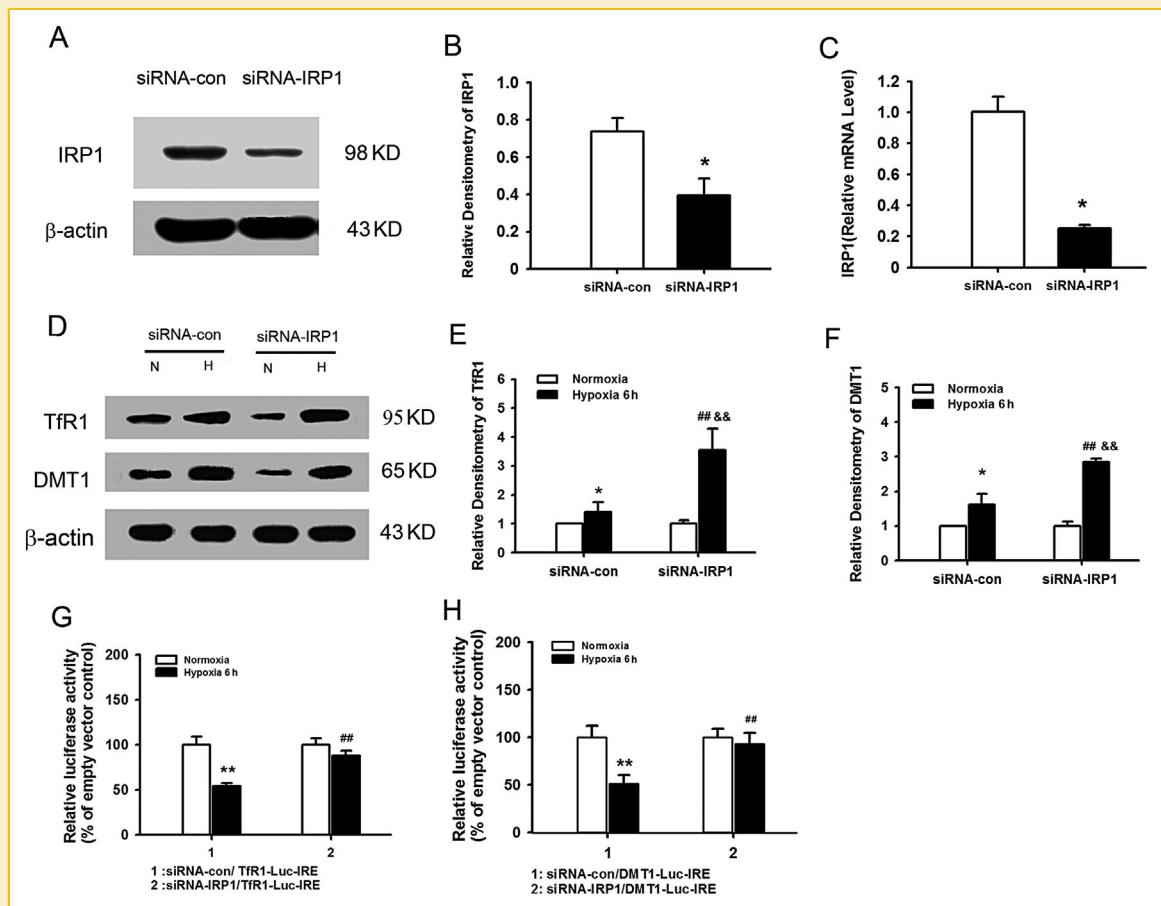 A
siRNA-con siRNA-IRP1
IRP1 98 KD
β-actin 43 KD
B
Relative Densitometry of IRP1
1.0
0.8
0.6
0.4
0.2
0
*
siRNA-con siRNA-IRP1
C
IRP1(Relative mRNA Level)
1.2
1.0
0.8
0.6
0.4
0.2
0
*
siRNA-con siRNA-IRP1
D
siRNA-con siRNA-IRP1
N H N H
TfR1 95 KD
DMT1 65 KD
β-actin 43 KD
E
Relative Densitometry of TfR1
6
5
4
3
2
1
0
Normoxia
Hypoxia 6h
*
## &&
siRNA-con siRNA-IRP1
F
Relative Densitometry of DMT1
5
4
3
2
1
0
Normoxia
Hypoxia 6h
*
## &&
siRNA-con siRNA-IRP1
G
Relative luciferase activity
(% of empty vector control)
200
150
100
50
0
Normoxia
Hypoxia 6h
**
##
1 2
1 :siRNA-con/ TfR1-Luc-IRE
2 :siRNA-IRP1/TfR1-Luc-IRE
H
Relative luciferase activity
(% of empty vector control)
200
150
100
50
0
Normoxia
Hypoxia 6h
**
##
1 2
1: siRNA-con/DMT1-Luc-IRE
2: siRNA-IRP1/DMT1-Luc-IRE